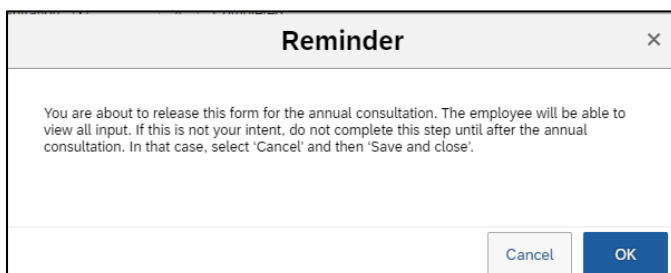 Reminder
×
You are about to release this form for the annual consultation. The employee will be able to
view all input. If this is not your intent, do not complete this step until after the annual
consultation. In that case, select ‘Cancel’ and then ‘Save and close’.
Cancel OK